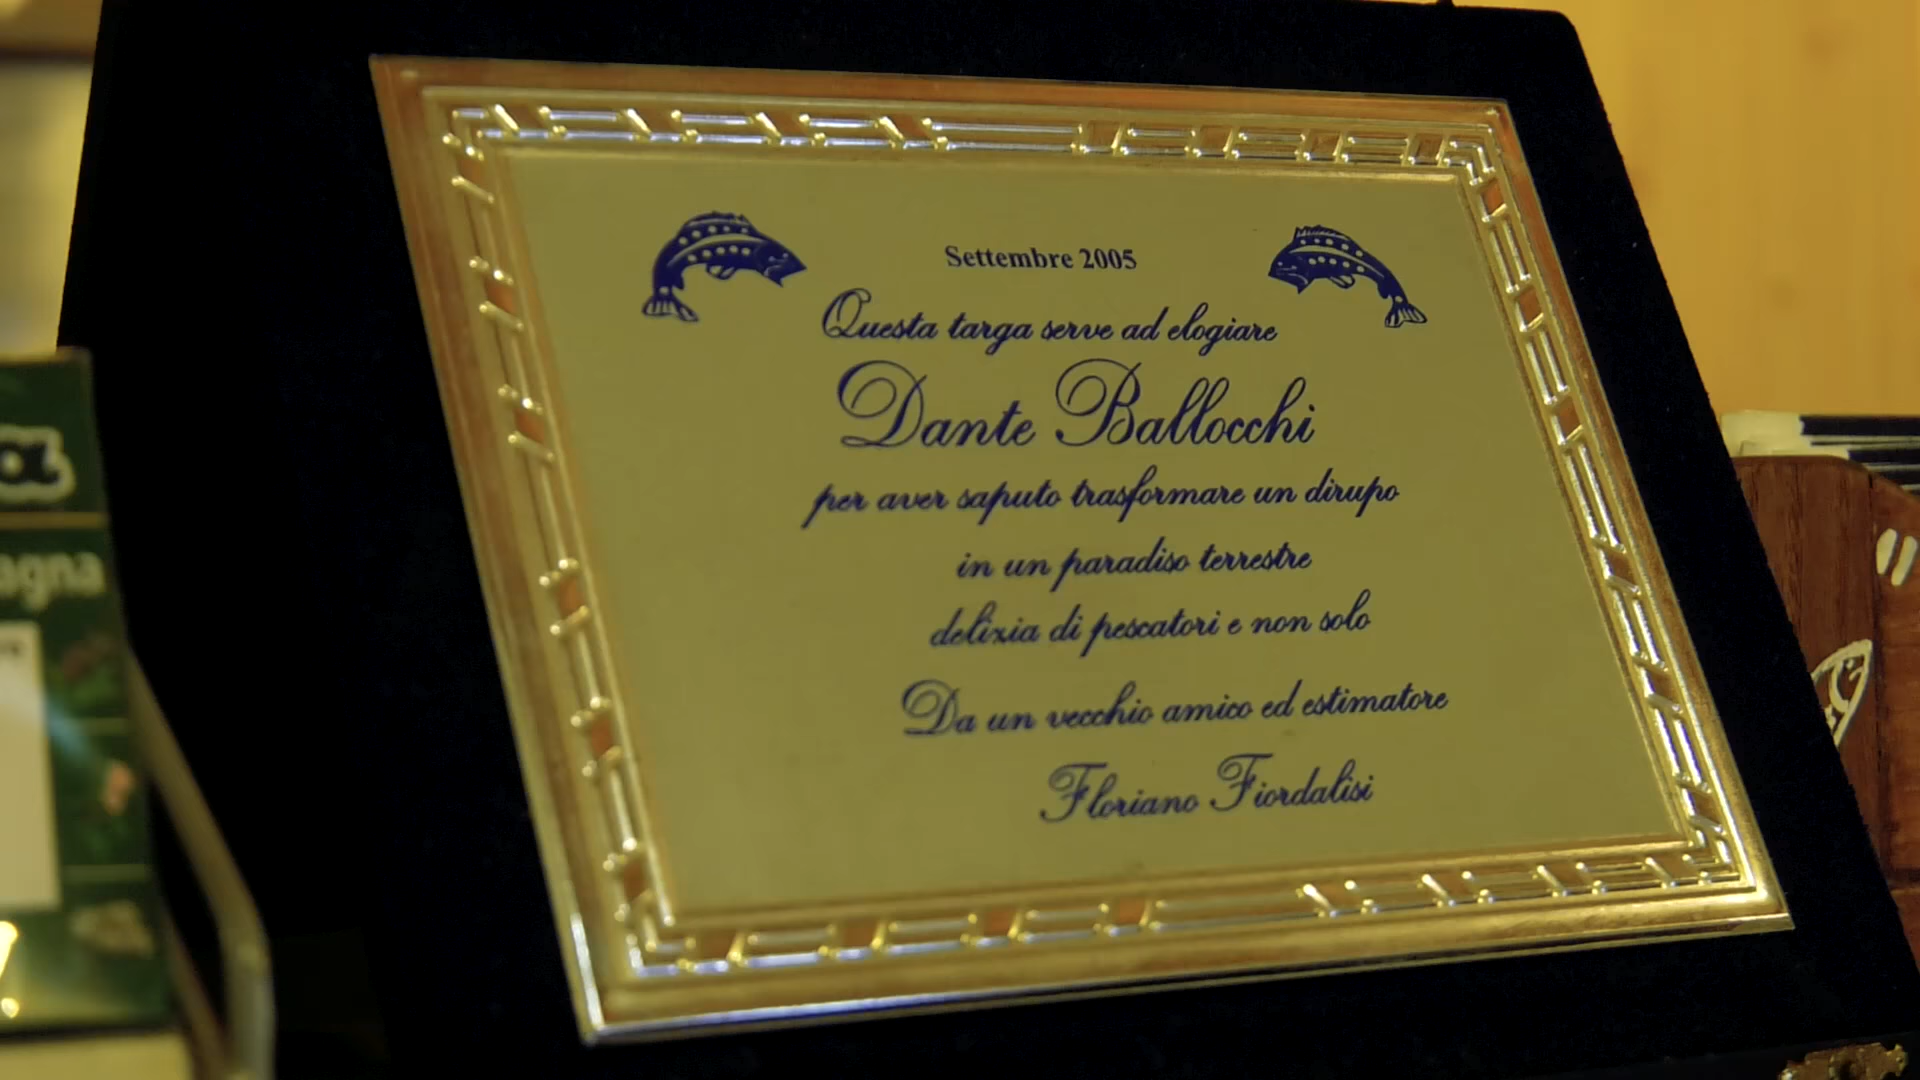 Settembre 2005
Questa targa serve ad elogiare
Dante Ballocchi
per aver saputo trasformare un dirupo
in un paradiso terrestre
delizia di pescatori e non solo
Da un vecchio amico ed estimatore
Floriano Fiordalisi
a
agna